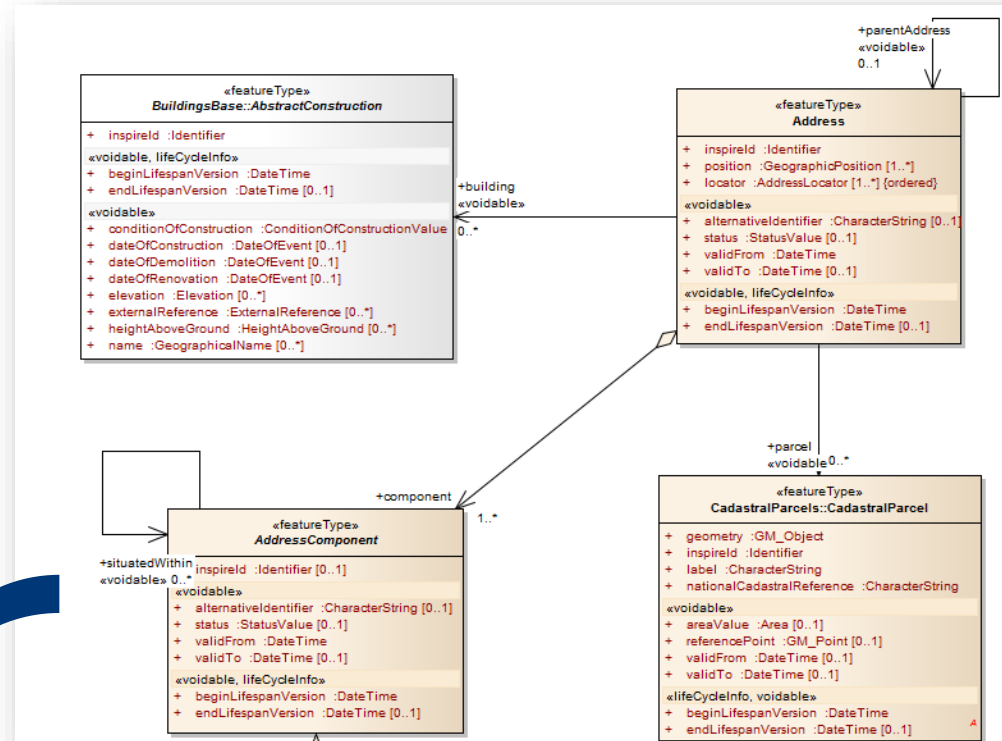 +parentAddress
«voidable»
0..1
«featureType»
BuildingsBase::AbstractConstruction
+ inspireId :Identifier
«voidable, lifeCycleInfo»
+ beginLifespanVersion :DateTime
+ endLifespanVersion :DateTime [0..1]
«voidable»
+ conditionOfConstruction :ConditionOfConstructionValue
+ dateOfConstruction :DateOfEvent [0..1]
+ dateOfDemolition :DateOfEvent [0..1]
+ dateOfRenovation :DateOfEvent [0..1]
+ elevation :Elevation [0..*]
+ externalReference :ExternalReference [0..*]
+ heightAboveGround :HeightAboveGround [0..*]
+ name :GeographicalName [0..*]
+building
«voidable»
0..*
«featureType»
Address
+ inspireId :Identifier
+ position :GeographicPosition [1..*]
+ locator :AddressLocator [1..*] {ordered}
«voidable»
+ alternativeIdentifier :CharacterString [0..1]
+ status :StatusValue [0..1]
+ validFrom :DateTime
+ validTo :DateTime [0..1]
«voidable, lifeCycleInfo»
+ beginLifespanVersion :DateTime
+ endLifespanVersion :DateTime [0..1]
+component
1..*
+parcel
«voidable 0..*
+situatedWithin
«voidable» 0..*
«featureType»
AddressComponent
inspireId :Identifier [0..1]
«voidable»
+ alternativeIdentifier :CharacterString [0..1]
+ status :StatusValue [0..1]
+ validFrom :DateTime
+ validTo :DateTime [0..1]
«voidable, lifeCycleInfo»
+ beginLifespanVersion :DateTime
+ endLifespanVersion :DateTime [0..1]
«featureType»
CadastralParcels::CadastralParcel
+ geometry :GM_Object
+ inspireId :Identifier
+ label :CharacterString
+ nationalCadastralReference :CharacterString
«voidable»
+ areaValue :Area [0..1]
+ referencePoint :GM_Point [0..1]
+ validFrom :DateTime [0..1]
+ validTo :DateTime [0..1]
«lifeCycleInfo, voidable»
+ beginLifespanVersion :DateTime
+ endLifespanVersion :DateTime [0..1]
A